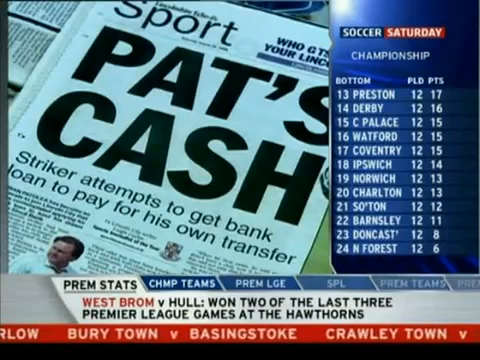 Lincolnshire Echo
Sport
WHO GETS
YOUR LINC
PAT'S
CASH
Striker attempts to get bank
loan to pay for his own transfer
SOCCER SATURDAY
CHAMPIONSHIP
BOTTOM PLD PTS
13 PRESTON 12 17
14 DERBY 12 16
15 C PALACE 12 15
16 WATFORD 12 15
17 COVENTRY 12 15
18 IPSWICH 12 14
19 NORWICH 12 13
20 CHARLTON 12 13
21 SO'TON 12 12
22 BARNSLEY 12 11
23 DONCAST' 12 8
24 N FOREST 12 6
PREM STATS CHMP TEAMS PREM LGE SPL PREM TEAMS PRE
WEST BROM v HULL: WON TWO OF THE LAST THREE
PREMIER LEAGUE GAMES AT THE HAWTHORNS
RLOW BURY TOWN v BASINGSTOKE CRAWLEY TOWN v